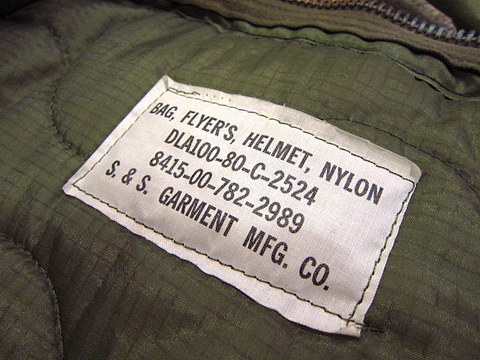 BAG, FLYER'S, HELMET, NYLON
DLA100-80-C-2524
8415-00-782-2989
S. & S. GARMENT MFG. CO.